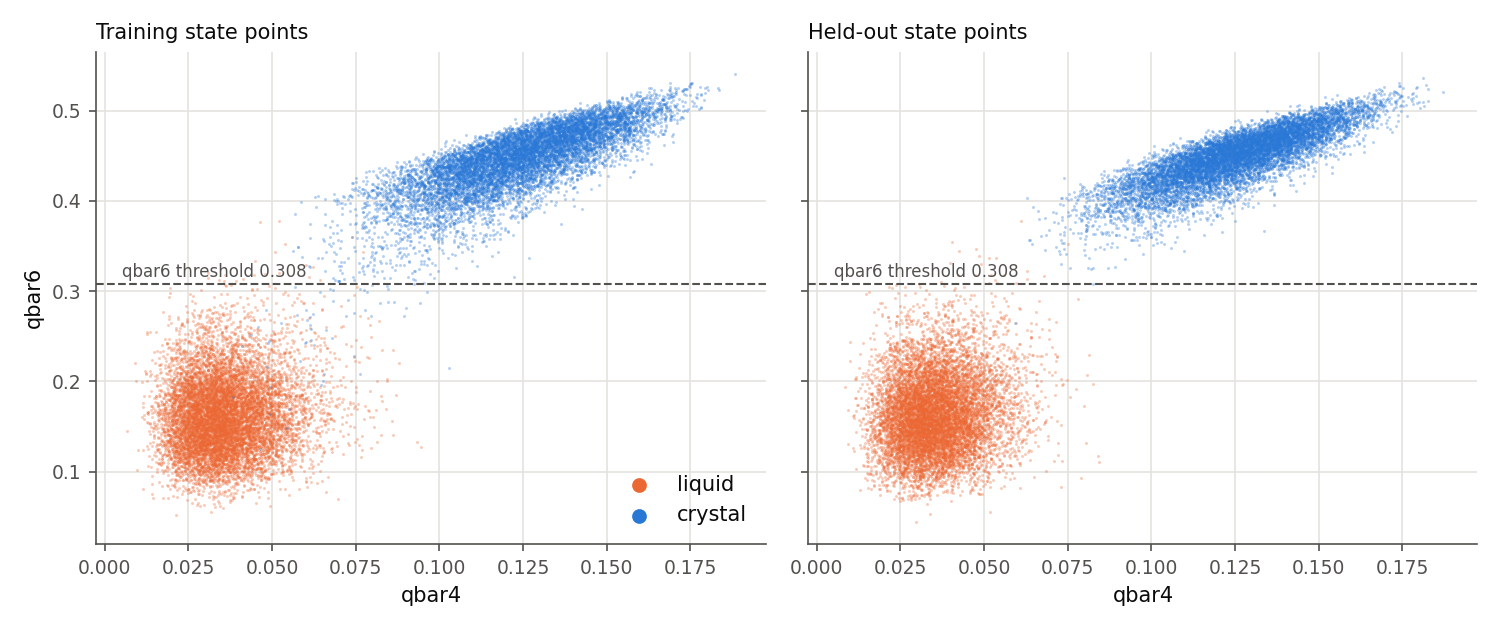 Training state points
Held-out state points
qbar6
0.5
0.4
0.3
0.2
0.1
qbar6 threshold 0.308
qbar6 threshold 0.308
liquid
crystal
0.000 0.025 0.050 0.075 0.100 0.125 0.150 0.175
0.000 0.025 0.050 0.075 0.100 0.125 0.150 0.175
qbar4
qbar4